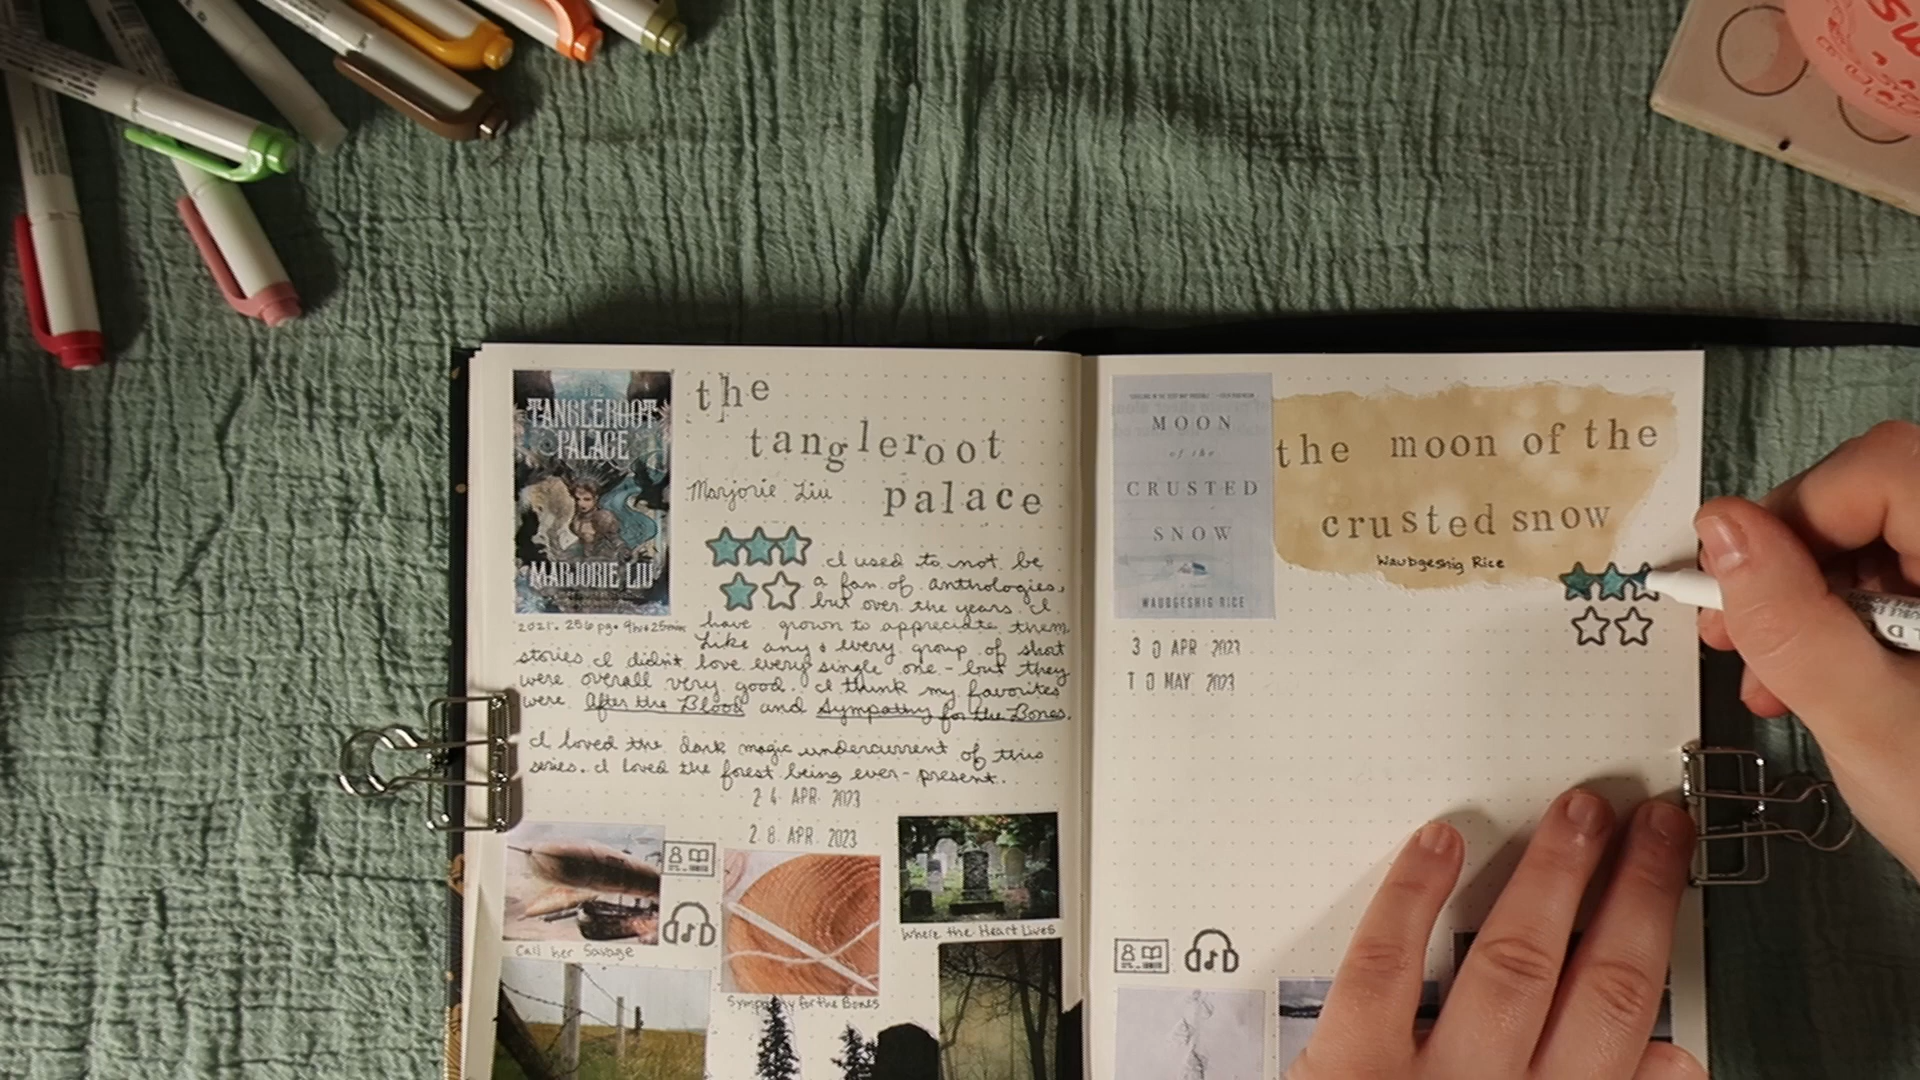 THE
TANGLEROOT
PALACE
MARJORIE LIU
the
tangleroot
palace
Marjorie Liu
I used to not be
a fan of anthologies,
but over the years I
have grown to appreciate them.
Like any & every group of short
stories I didn't love every single one - but they
were overall very good. I think my favorites
were After the Blood and Sympathy for the Bones.
I loved the dark magic undercurrent of this
series. I loved the forest being ever-present.
2021. 256 pg. 9hr 25min
24 APR 2023
28 APR 2023
Call her Savage
Sympathy for the Bones
Where the Heart Lives
MOON
of the
CRUSTED
SNOW
WAUBGESHIG RICE
the moon of the
crusted snow
Waubgeshig Rice
30 APR 2023
10 MAY 2023